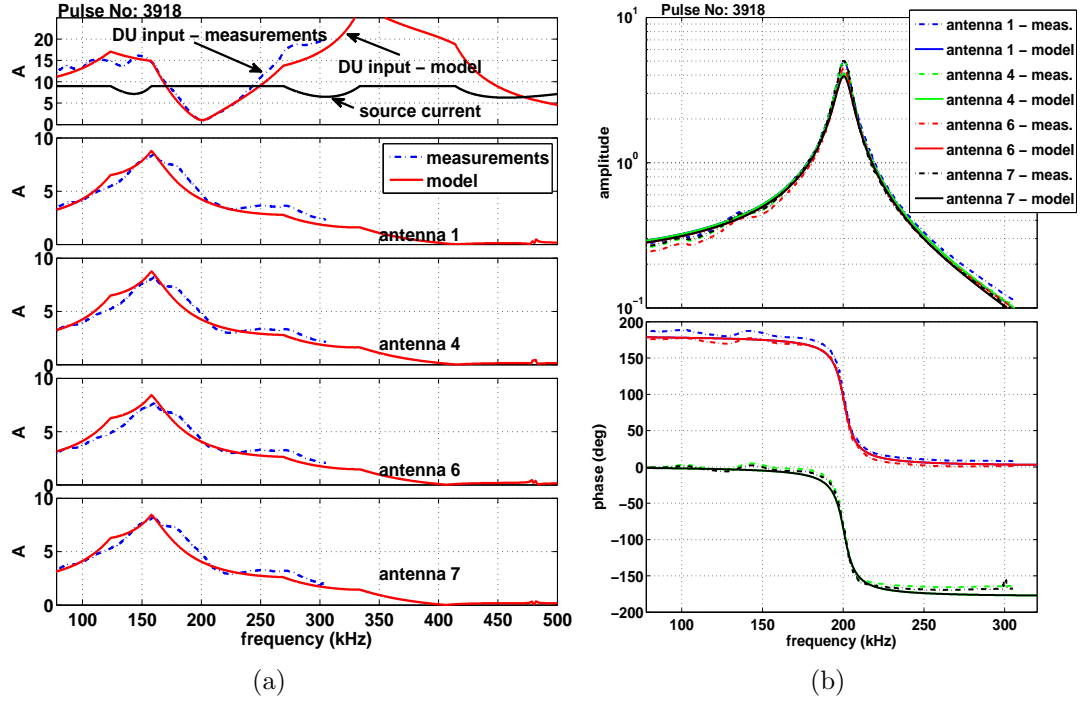 Pulse No: 3918
20
15
10
5
0
A
DU input – measurements
DU input – model
source current
10
5
0
A
measurements
model
antenna 1
10
5
0
A
antenna 4
10
5
0
A
antenna 6
10
5
0
A
antenna 7
100 150 200 250 300 350 400 450 500
frequency (kHz)
(a)
Pulse No: 3918
10^1
10^0
10^-1
amplitude
antenna 1 – meas.
antenna 1 – model
antenna 4 – meas.
antenna 4 – model
antenna 6 – meas.
antenna 6 – model
antenna 7 – meas.
antenna 7 – model
100 150 200 250 300
200
150
100
50
0
−50
−100
−150
−200
phase (deg)
100 150 200 250 300
frequency (kHz)
(b)